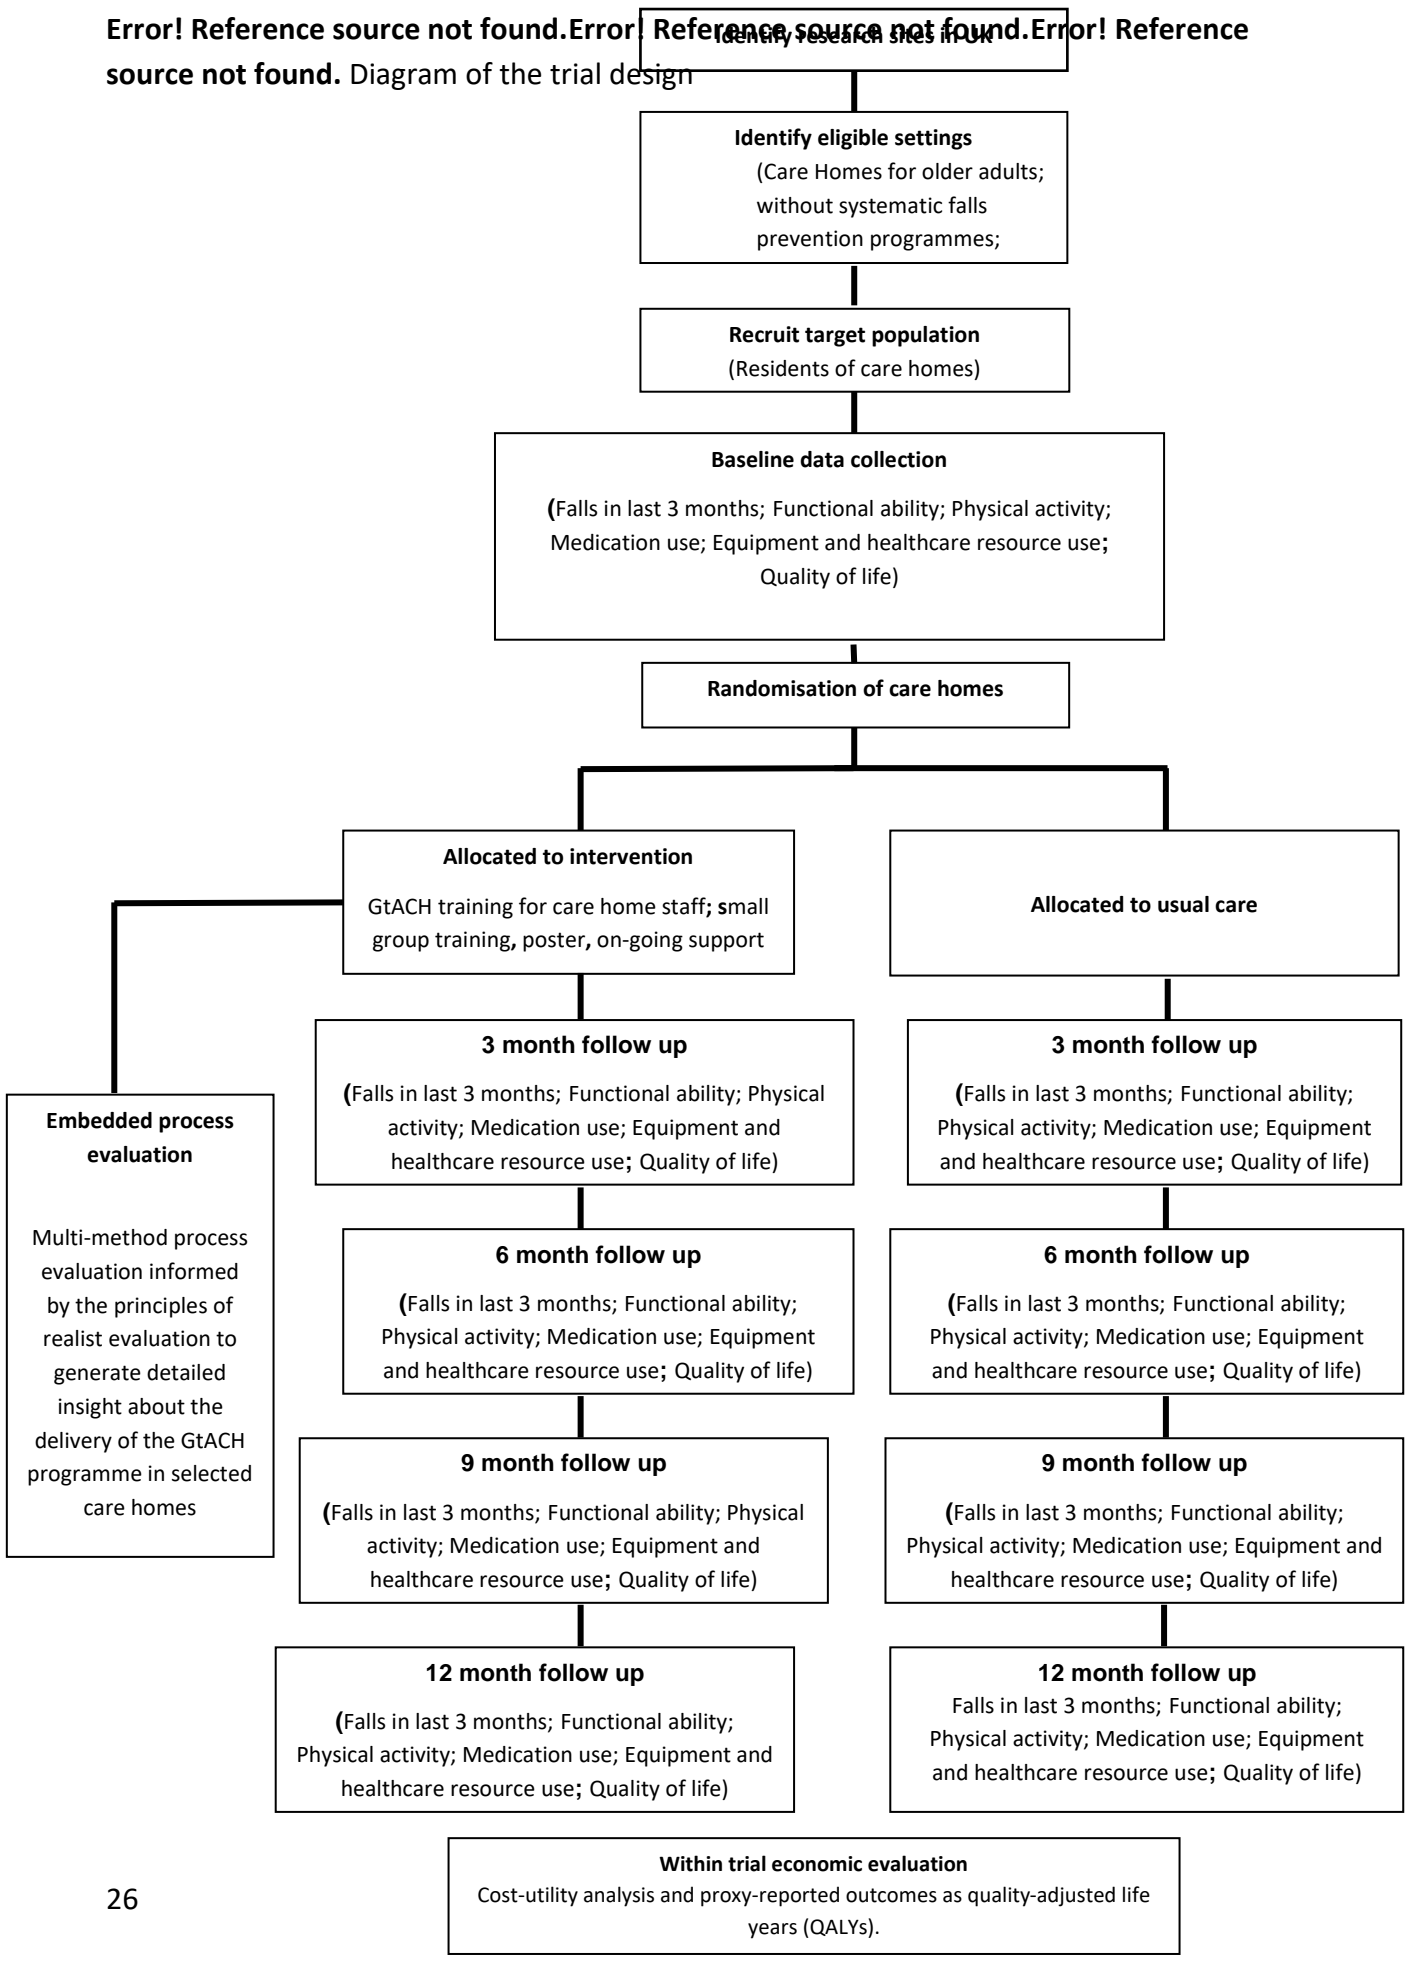 Error! Reference source not found.Error! Reference source not found.Error! Reference
source not found. Diagram of the trial design
Identify research sites in UK
Identify eligible settings
(Care Homes for older adults;
without systematic falls
prevention programmes;
Recruit target population
(Residents of care homes)
Baseline data collection
(Falls in last 3 months; Functional ability; Physical activity;
Medication use; Equipment and healthcare resource use;
Quality of life)
Randomisation of care homes
Allocated to intervention
GtACH training for care home staff; small
group training, poster, on-going support
Allocated to usual care
Embedded process
evaluation
Multi-method process
evaluation informed
by the principles of
realist evaluation to
generate detailed
insight about the
delivery of the GtACH
programme in selected
care homes
3 month follow up
(Falls in last 3 months; Functional ability; Physical
activity; Medication use; Equipment and
healthcare resource use; Quality of life)
3 month follow up
(Falls in last 3 months; Functional ability;
Physical activity; Medication use; Equipment
and healthcare resource use; Quality of life)
6 month follow up
(Falls in last 3 months; Functional ability;
Physical activity; Medication use; Equipment
and healthcare resource use; Quality of life)
6 month follow up
(Falls in last 3 months; Functional ability;
Physical activity; Medication use; Equipment
and healthcare resource use; Quality of life)
9 month follow up
(Falls in last 3 months; Functional ability; Physical
activity; Medication use; Equipment and
healthcare resource use; Quality of life)
9 month follow up
(Falls in last 3 months; Functional ability;
Physical activity; Medication use; Equipment and
healthcare resource use; Quality of life)
12 month follow up
(Falls in last 3 months; Functional ability;
Physical activity; Medication use; Equipment and
healthcare resource use; Quality of life)
12 month follow up
Falls in last 3 months; Functional ability;
Physical activity; Medication use; Equipment
and healthcare resource use; Quality of life)
Within trial economic evaluation
Cost-utility analysis and proxy-reported outcomes as quality-adjusted life
years (QALYs).
26